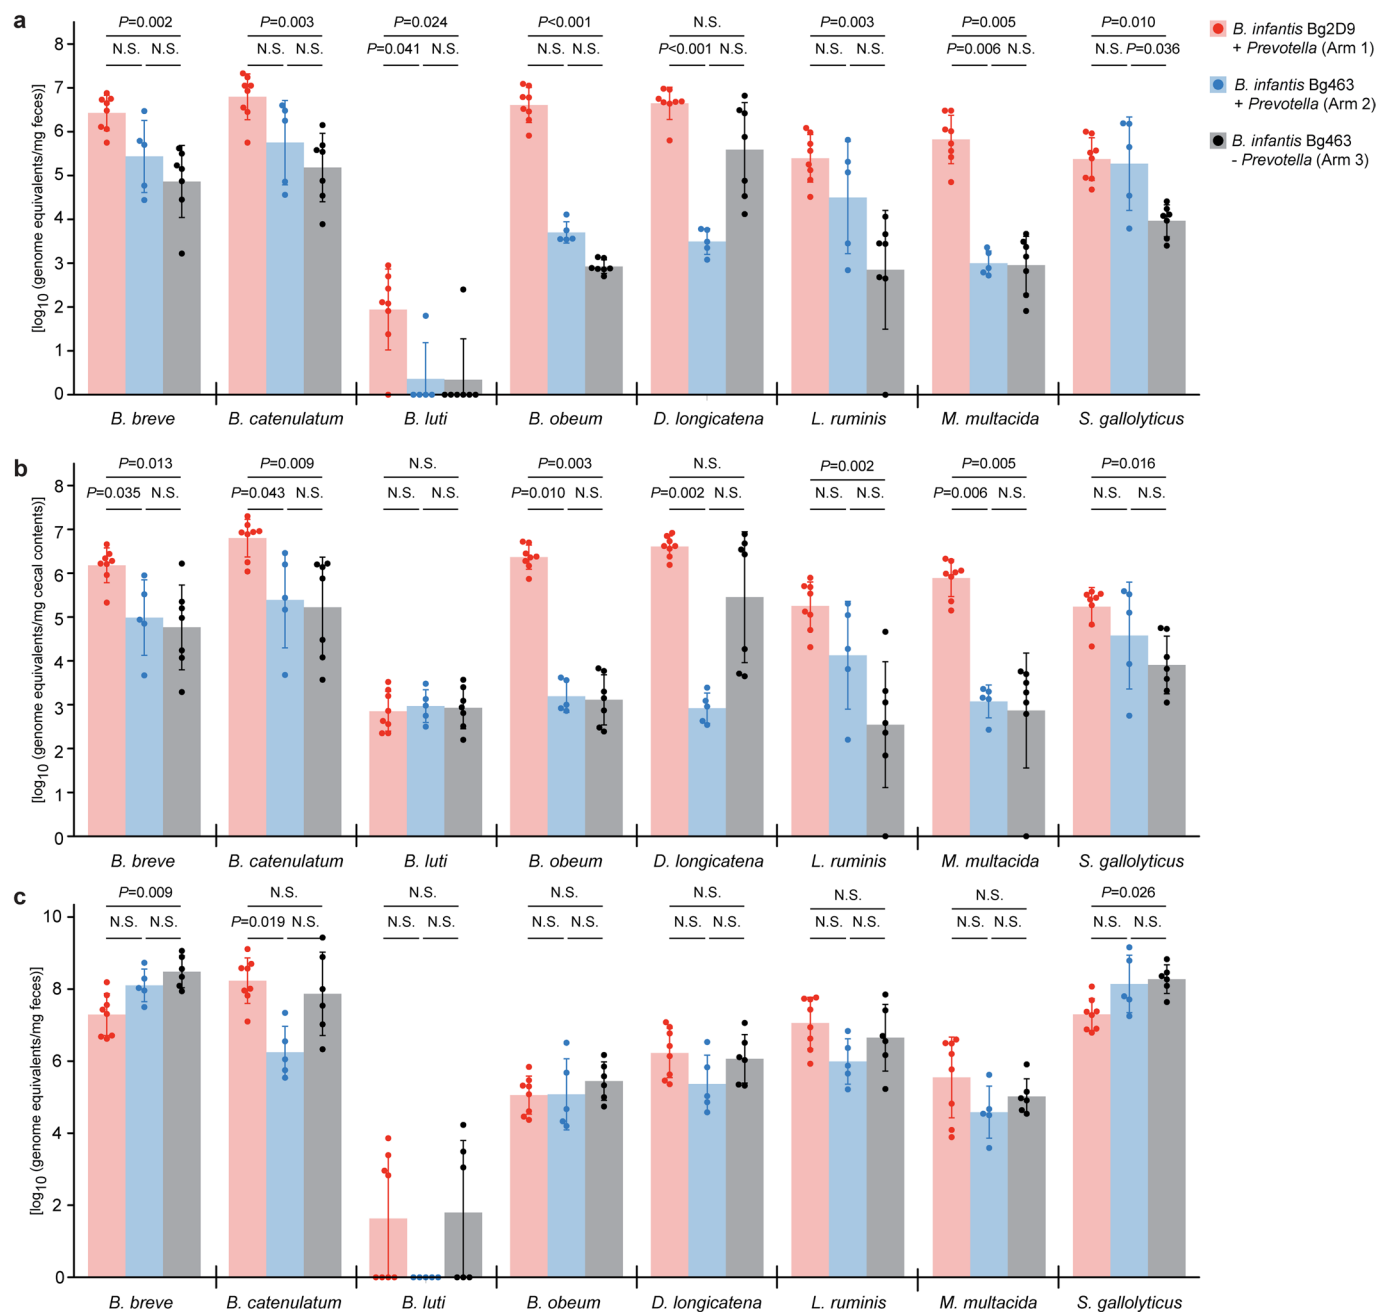 a
P=0.002 P=0.003 P=0.024 P<0.001 N.S. P=0.003 P=0.005 P=0.010
N.S. N.S. N.S. N.S. P=0.041 N.S. N.S. N.S. P<0.001 N.S. N.S. N.S. P=0.006 N.S. N.S. P=0.036
B. infantis Bg2D9
+ Prevotella (Arm 1)
B. infantis Bg463
+ Prevotella (Arm 2)
B. infantis Bg463
- Prevotella (Arm 3)
[log10 (genome equivalents/mg feces)]
8
7
6
5
4
3
2
1
0
B. breve B. catenulatum B. luti B. obeum D. longicatena L. ruminis M. multacida S. gallolyticus
b
P=0.013 P=0.009 N.S. P=0.003 N.S. P=0.002 P=0.005 P=0.016
P=0.035 N.S. P=0.043 N.S. N.S. N.S. P=0.010 N.S. P=0.002 N.S. N.S. N.S. P=0.006 N.S. N.S. N.S.
[log10 (genome equivalents/mg cecal contents)]
8
7
6
5
4
3
2
1
0
B. breve B. catenulatum B. luti B. obeum D. longicatena L. ruminis M. multacida S. gallolyticus
c
P=0.009 N.S. N.S. N.S. N.S. N.S. N.S. P=0.026
N.S. N.S. P=0.019 N.S. N.S. N.S. N.S. N.S. N.S. N.S. N.S. N.S. N.S. N.S. N.S. N.S.
[log10 (genome equivalents/mg feces)]
10
8
6
4
2
0
B. breve B. catenulatum B. luti B. obeum D. longicatena L. ruminis M. multacida S. gallolyticus